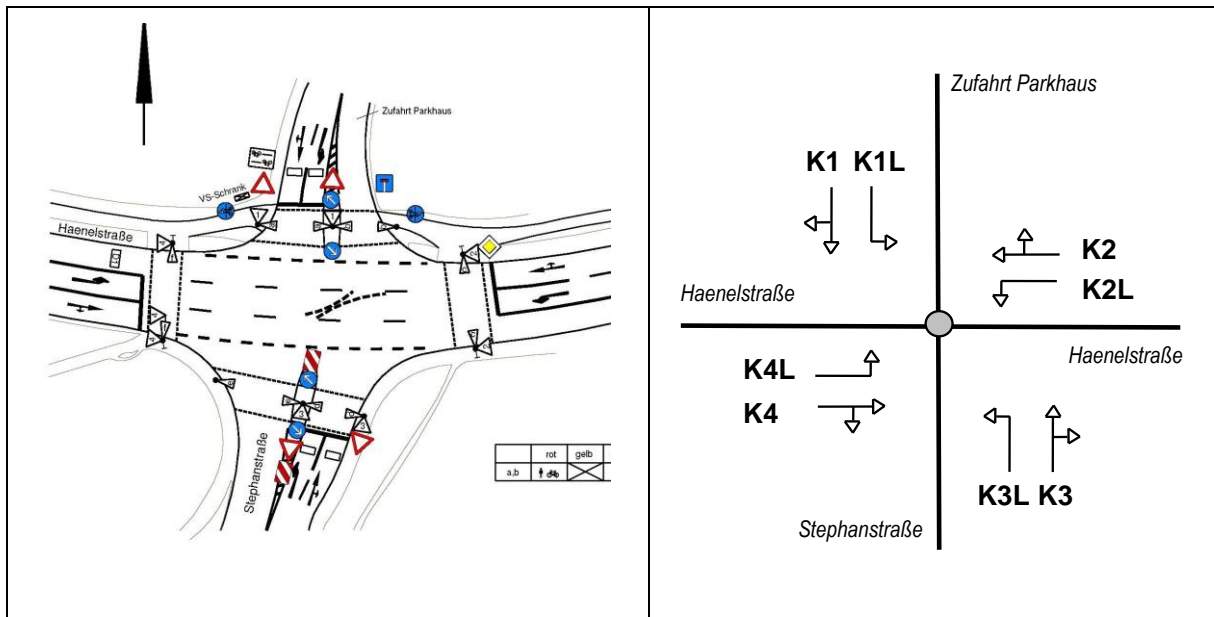 Zufahrt Parkhaus
VS-Schrank
Haenelstraße
Stephanstraße
rot gelb
a,b
Zufahrt Parkhaus
K1 K1L
K2
K2L
Haenelstraße
Haenelstraße
K4L
K4
K3L K3
Stephanstraße